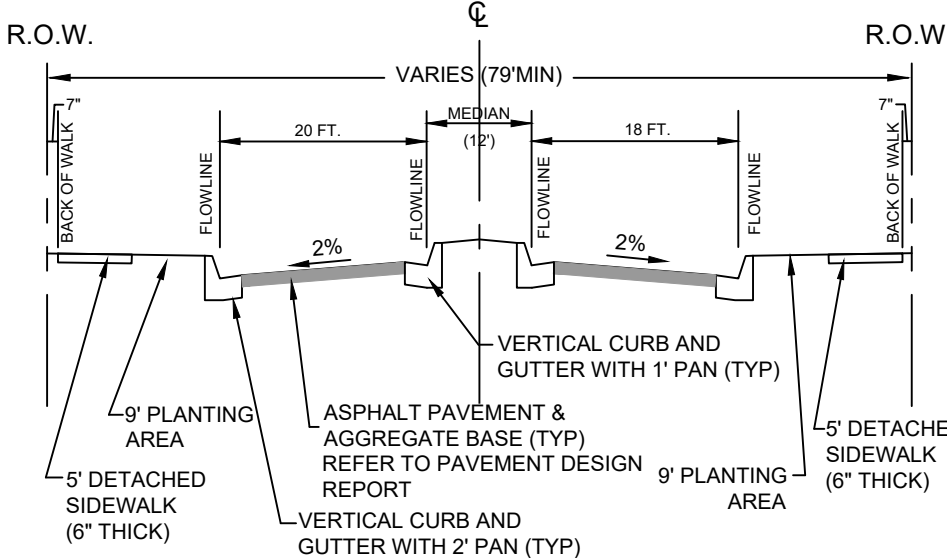 ℄
R.O.W.
R.O.W
VARIES (79'MIN)
7"
7"
MEDIAN
(12')
20 FT.
18 FT.
BACK OF WALK
FLOWLINE
FLOWLINE
FLOWLINE
FLOWLINE
BACK OF WALK
2%
2%
VERTICAL CURB AND
GUTTER WITH 1' PAN (TYP)
9' PLANTING
AREA
ASPHALT PAVEMENT &
AGGREGATE BASE (TYP)
REFER TO PAVEMENT DESIGN
REPORT
5' DETACHED
SIDEWALK
(6" THICK)
VERTICAL CURB AND
GUTTER WITH 2' PAN (TYP)
9' PLANTING
AREA
5' DETACHE
SIDEWALK
(6" THICK)